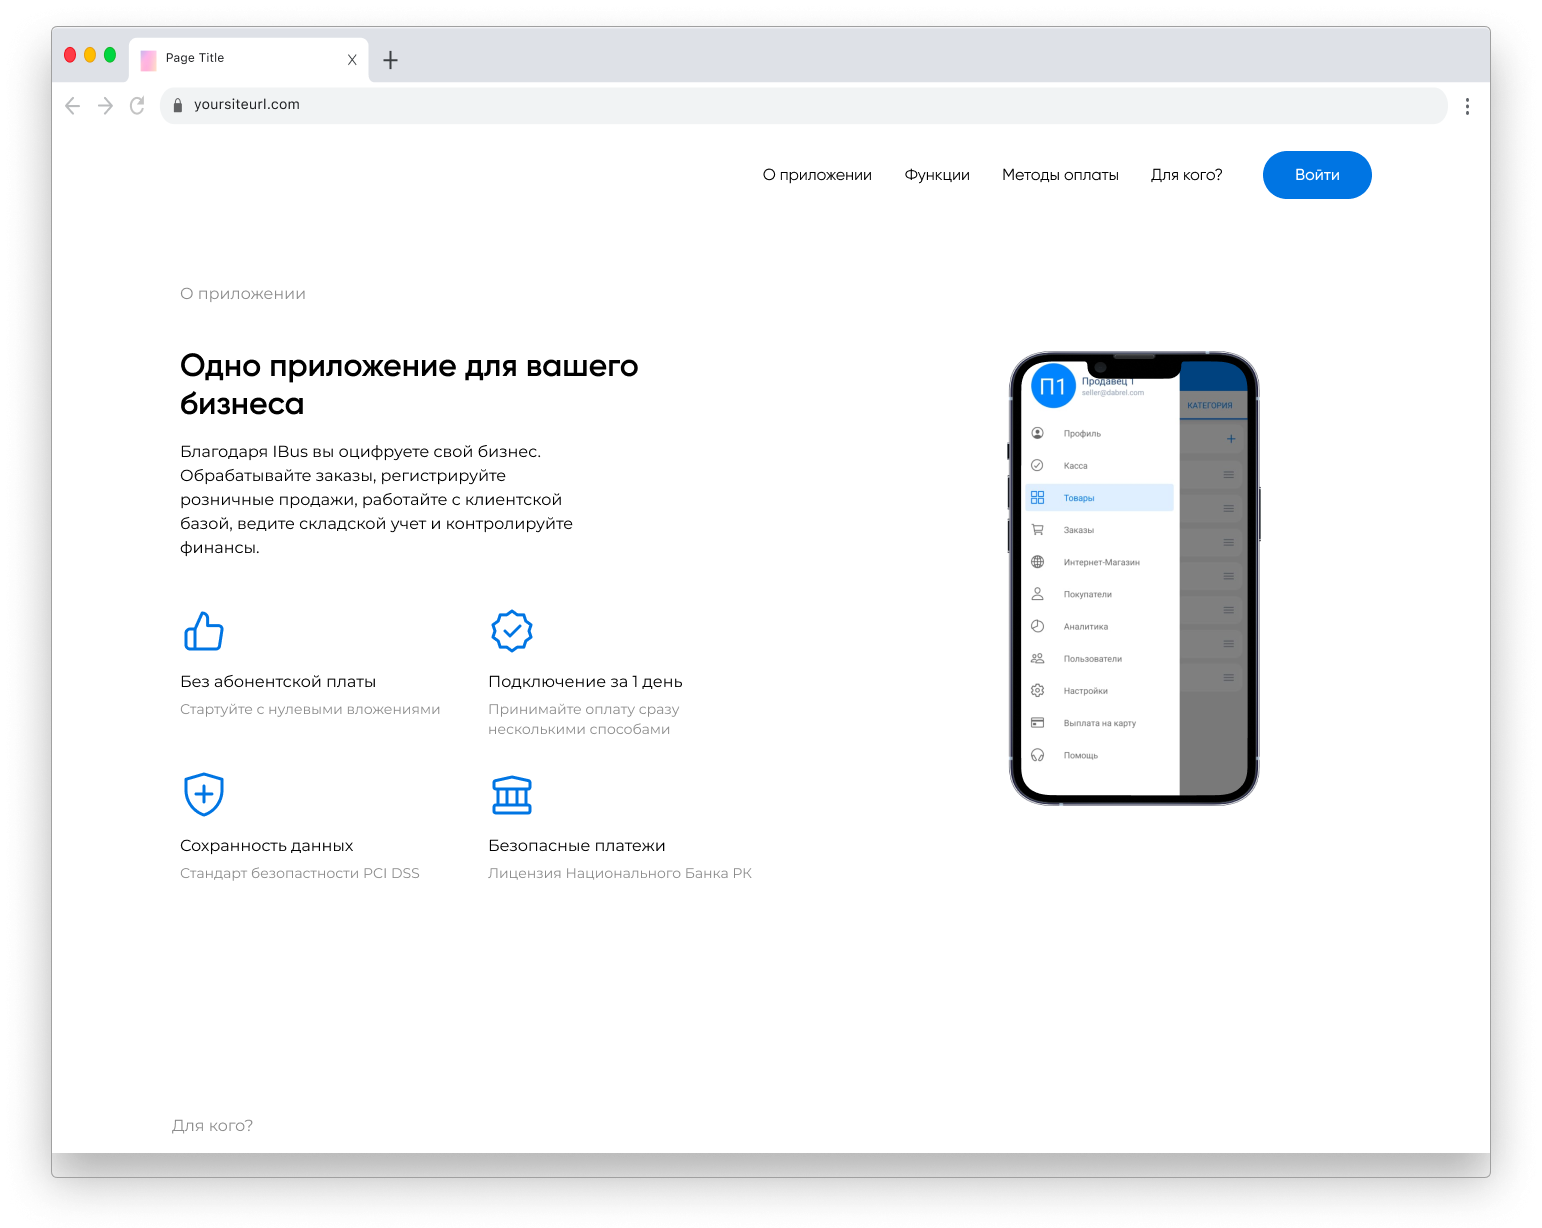 Page Title
X
yoursiteurl.com
О приложении
Функции
Методы оплаты
Для кого?
Войти
О приложении
Одно приложение для вашего
бизнеса
Благодаря IBus вы оцифруете свой бизнес.
Обрабатывайте заказы, регистрируйте
розничные продажи, работайте с клиентской
базой, ведите складской учет и контролируйте
финансы.
Без абонентской платы
Стартуйте с нулевыми вложениями
Подключение за 1 день
Принимайте оплату сразу
несколькими способами
Сохранность данных
Стандарт безопастности PCI DSS
Безопасные платежи
Лицензия Национального Банка РК
П1
Продавец 1
seller@dabrel.com
КАТЕГОРИЯ
Профиль
Касса
Товары
Заказы
Интернет-Магазин
Покупатели
Аналитика
Пользователи
Настройки
Выплата на карту
Помощь
Для кого?